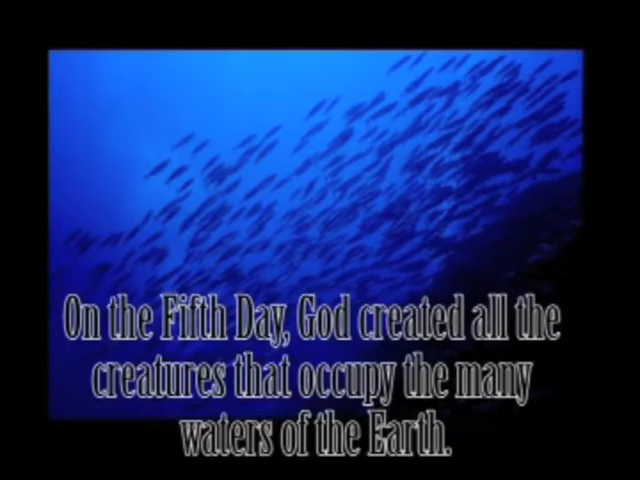 On the Fifth Day, God created all the
creatures that occupy the many
waters of the Earth.